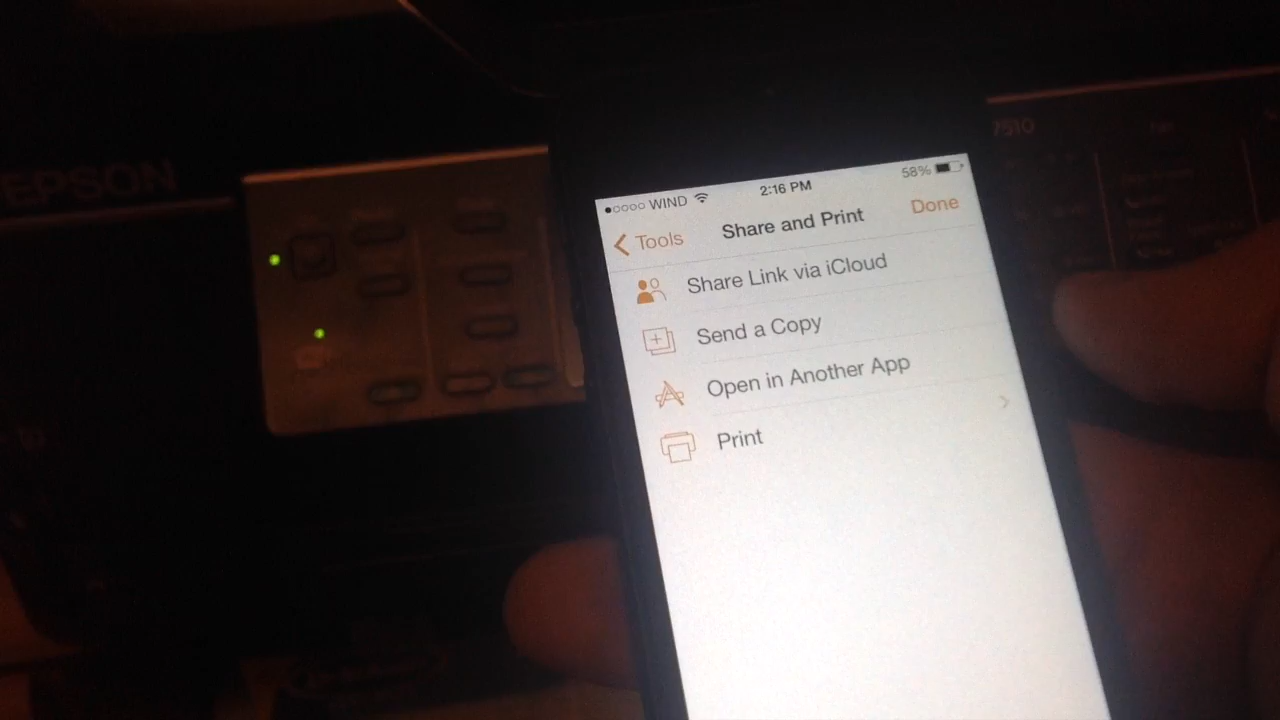 EPSON
7510
●○○○○ WIND
2:16 PM
58%
Tools
Share and Print
Done
Share Link via iCloud
Send a Copy
Open in Another App
Print